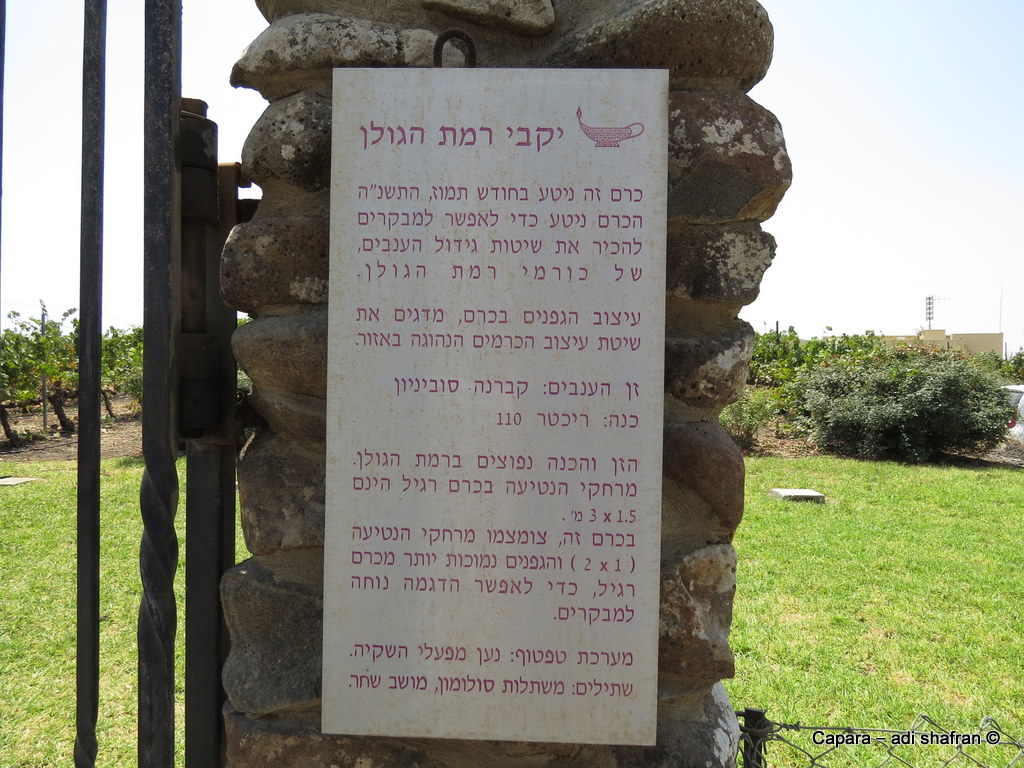 יקבי רמת הגולן
כרם זה ניטע בחודש תמוז, התשנ"ה
הכרם ניטע כדי לאפשר למבקרים
להכיר את שיטות גידול הענבים,
של כורמי רמת הגולן.
עיצוב הגפנים בכרם, מדגים את
שיטת עיצוב הכרמים הנהוגה באזור.
זן הענבים: קברנה סוביניון
כנה: ריכטר 110
הזן והכנה נפוצים ברמת הגולן.
מרחקי הנטיעה בכרם רגיל הינם
3 x 1.5 מ'.
בכרם זה, צומצמו מרחקי הנטיעה
( 2 x 1 ) והגפנים נמוכות יותר מכרם
רגיל, כדי לאפשר הדגמה נוחה
למבקרים.
מערכת טפטוף: נען מפעלי השקיה.
שתילים: משתלות סולומון, מושב שחר.
Capara – adi shafran ©